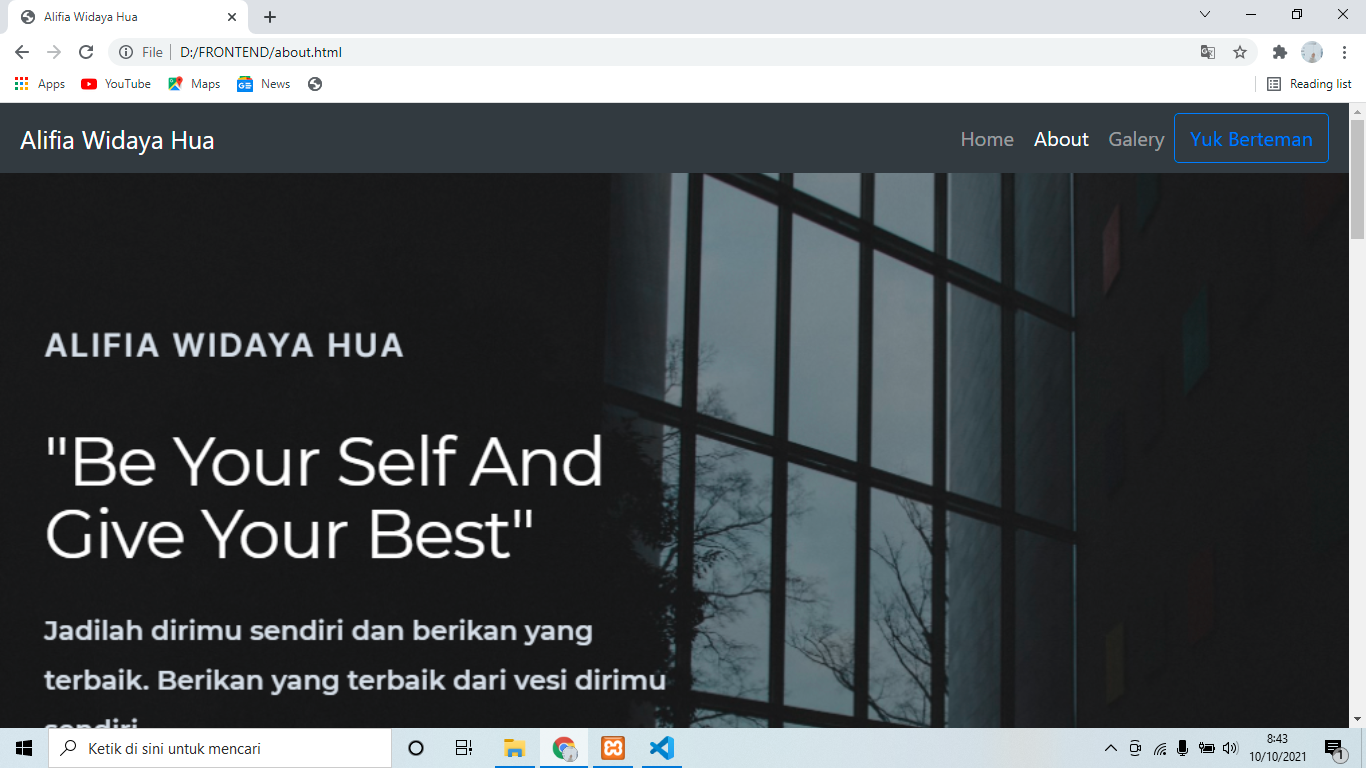 Alifia Widaya Hua
File
D:/FRONTEND/about.html
Apps
YouTube
Maps
News
Reading list
Alifia Widaya Hua
Home
About
Galery
Yuk Berteman
ALIFIA WIDAYA HUA
"Be Your Self And
Give Your Best"
Jadilah dirimu sendiri dan berikan yang
terbaik. Berikan yang terbaik dari vesi dirimu
sendiri
Ketik di sini untuk mencari
8:43
10/10/2021
1